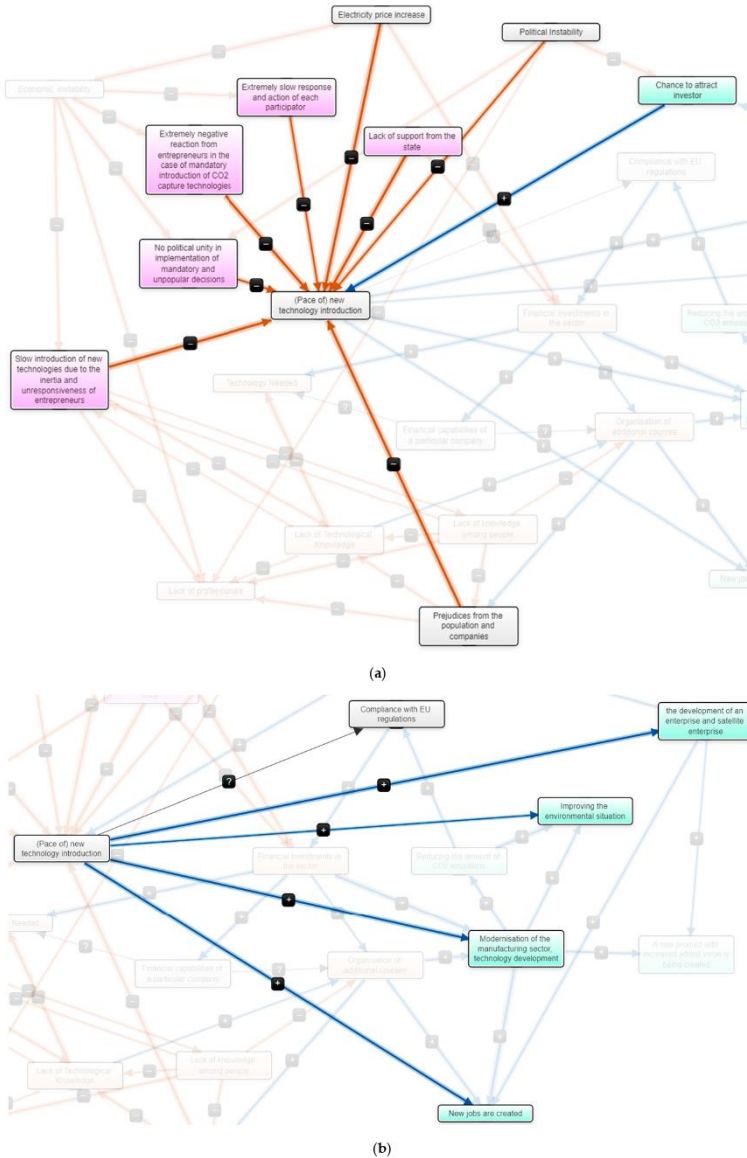 Electricity price increase
Political Instability
Economic instability
Extremely slow response
and action of each
participator
Chance to attract
investor
Extremely negative
reaction from
entrepreneurs in the
case of mandatory
introduction of CO2
capture technologies
Lack of support from the
state
Compliance with EU
regulations
No political unity in
implementation of
mandatory and
unpopular decisions
(Pace of) new
technology introduction
Financial investments in
the sector
Reducing the
CO2
Slow introduction of new
technologies due to the
inertia and
unresponsiveness of
entrepreneurs
Technology Needed
Financial capabilities of
a particular company
Organisation of
additional courses
Lack of Technological
Knowledge
Lack of knowledge
among people
Lack of professionals
New
Prejudices from the
population and
companies
(a)
Compliance with EU
regulations
the development of an
enterprise and satellite
enterprise
Improving the
environmental situation
(Pace of) new
technology introduction
Financial investments in
the sector
Reducing the amount of
CO2 emissions
Needed
Financial capabilities of
a particular company
Organisation of
additional courses
Modernisation of the
manufacturing sector,
technology development
A new product with
increased added value is
being created
Lack of Technological
Knowledge
Lack of knowledge
among people
New jobs are created
(b)